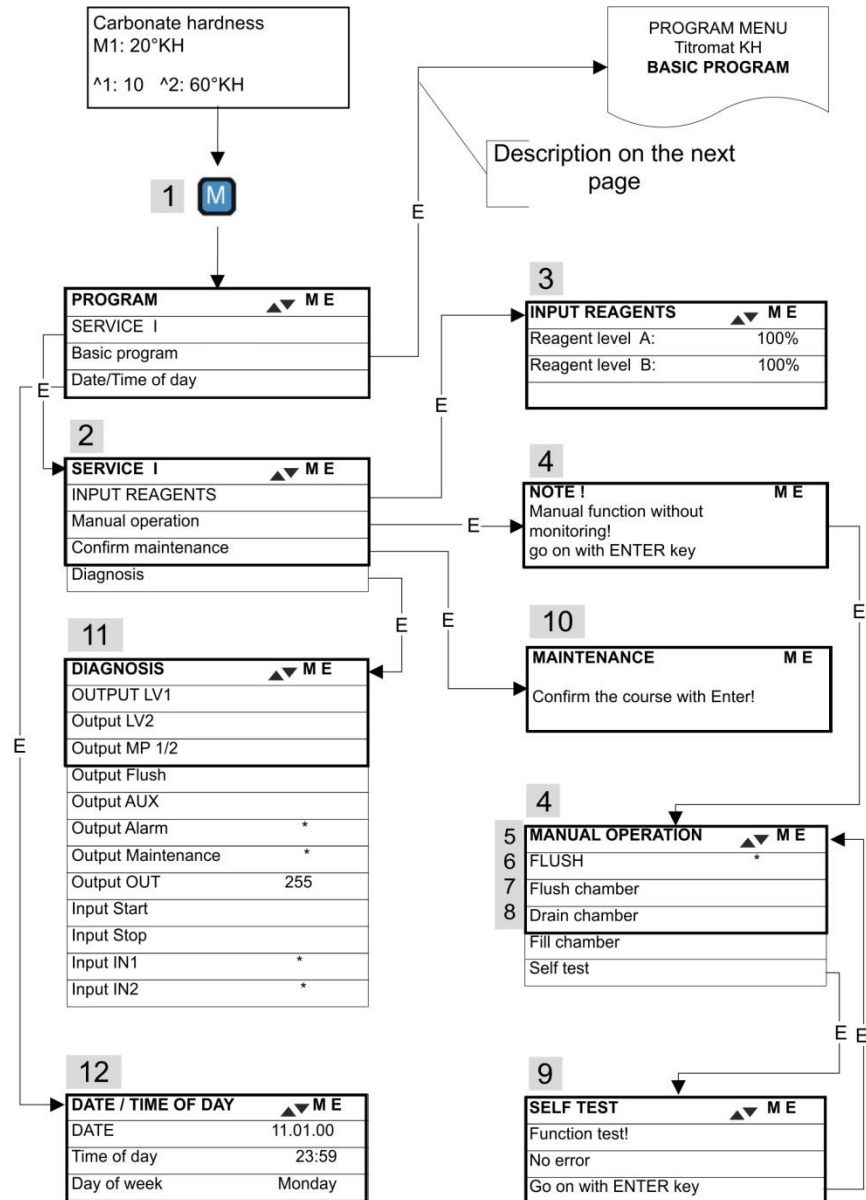 Carbonate hardness
M1: 20°KH
^1: 10 ^2: 60°KH
PROGRAM MENU
Titromat KH
BASIC PROGRAM
Description on the next
page
1 M
E
PROGRAM ▲▼ M E
SERVICE I
Basic program
Date/Time of day
E
E
3
INPUT REAGENTS ▲▼ M E
Reagent level A: 100%
Reagent level B: 100%
2
SERVICE I ▲▼ M E
INPUT REAGENTS
Manual operation
Confirm maintenance
Diagnosis
E
4
NOTE ! M E
Manual function without
monitoring!
go on with ENTER key
E
E
E
10
MAINTENANCE M E
Confirm the course with Enter!
11
DIAGNOSIS ▲▼ M E
OUTPUT LV1
Output LV2
Output MP 1/2
Output Flush
Output AUX
Output Alarm *
Output Maintenance *
Output OUT 255
Input Start
Input Stop
Input IN1 *
Input IN2 *
E
4
5 MANUAL OPERATION ▲▼ M E
6 FLUSH *
7 Flush chamber
8 Drain chamber
Fill chamber
Self test
E E
12
DATE / TIME OF DAY ▲▼ M E
DATE 11.01.00
Time of day 23:59
Day of week Monday
9
SELF TEST ▲▼ M E
Function test!
No error
Go on with ENTER key